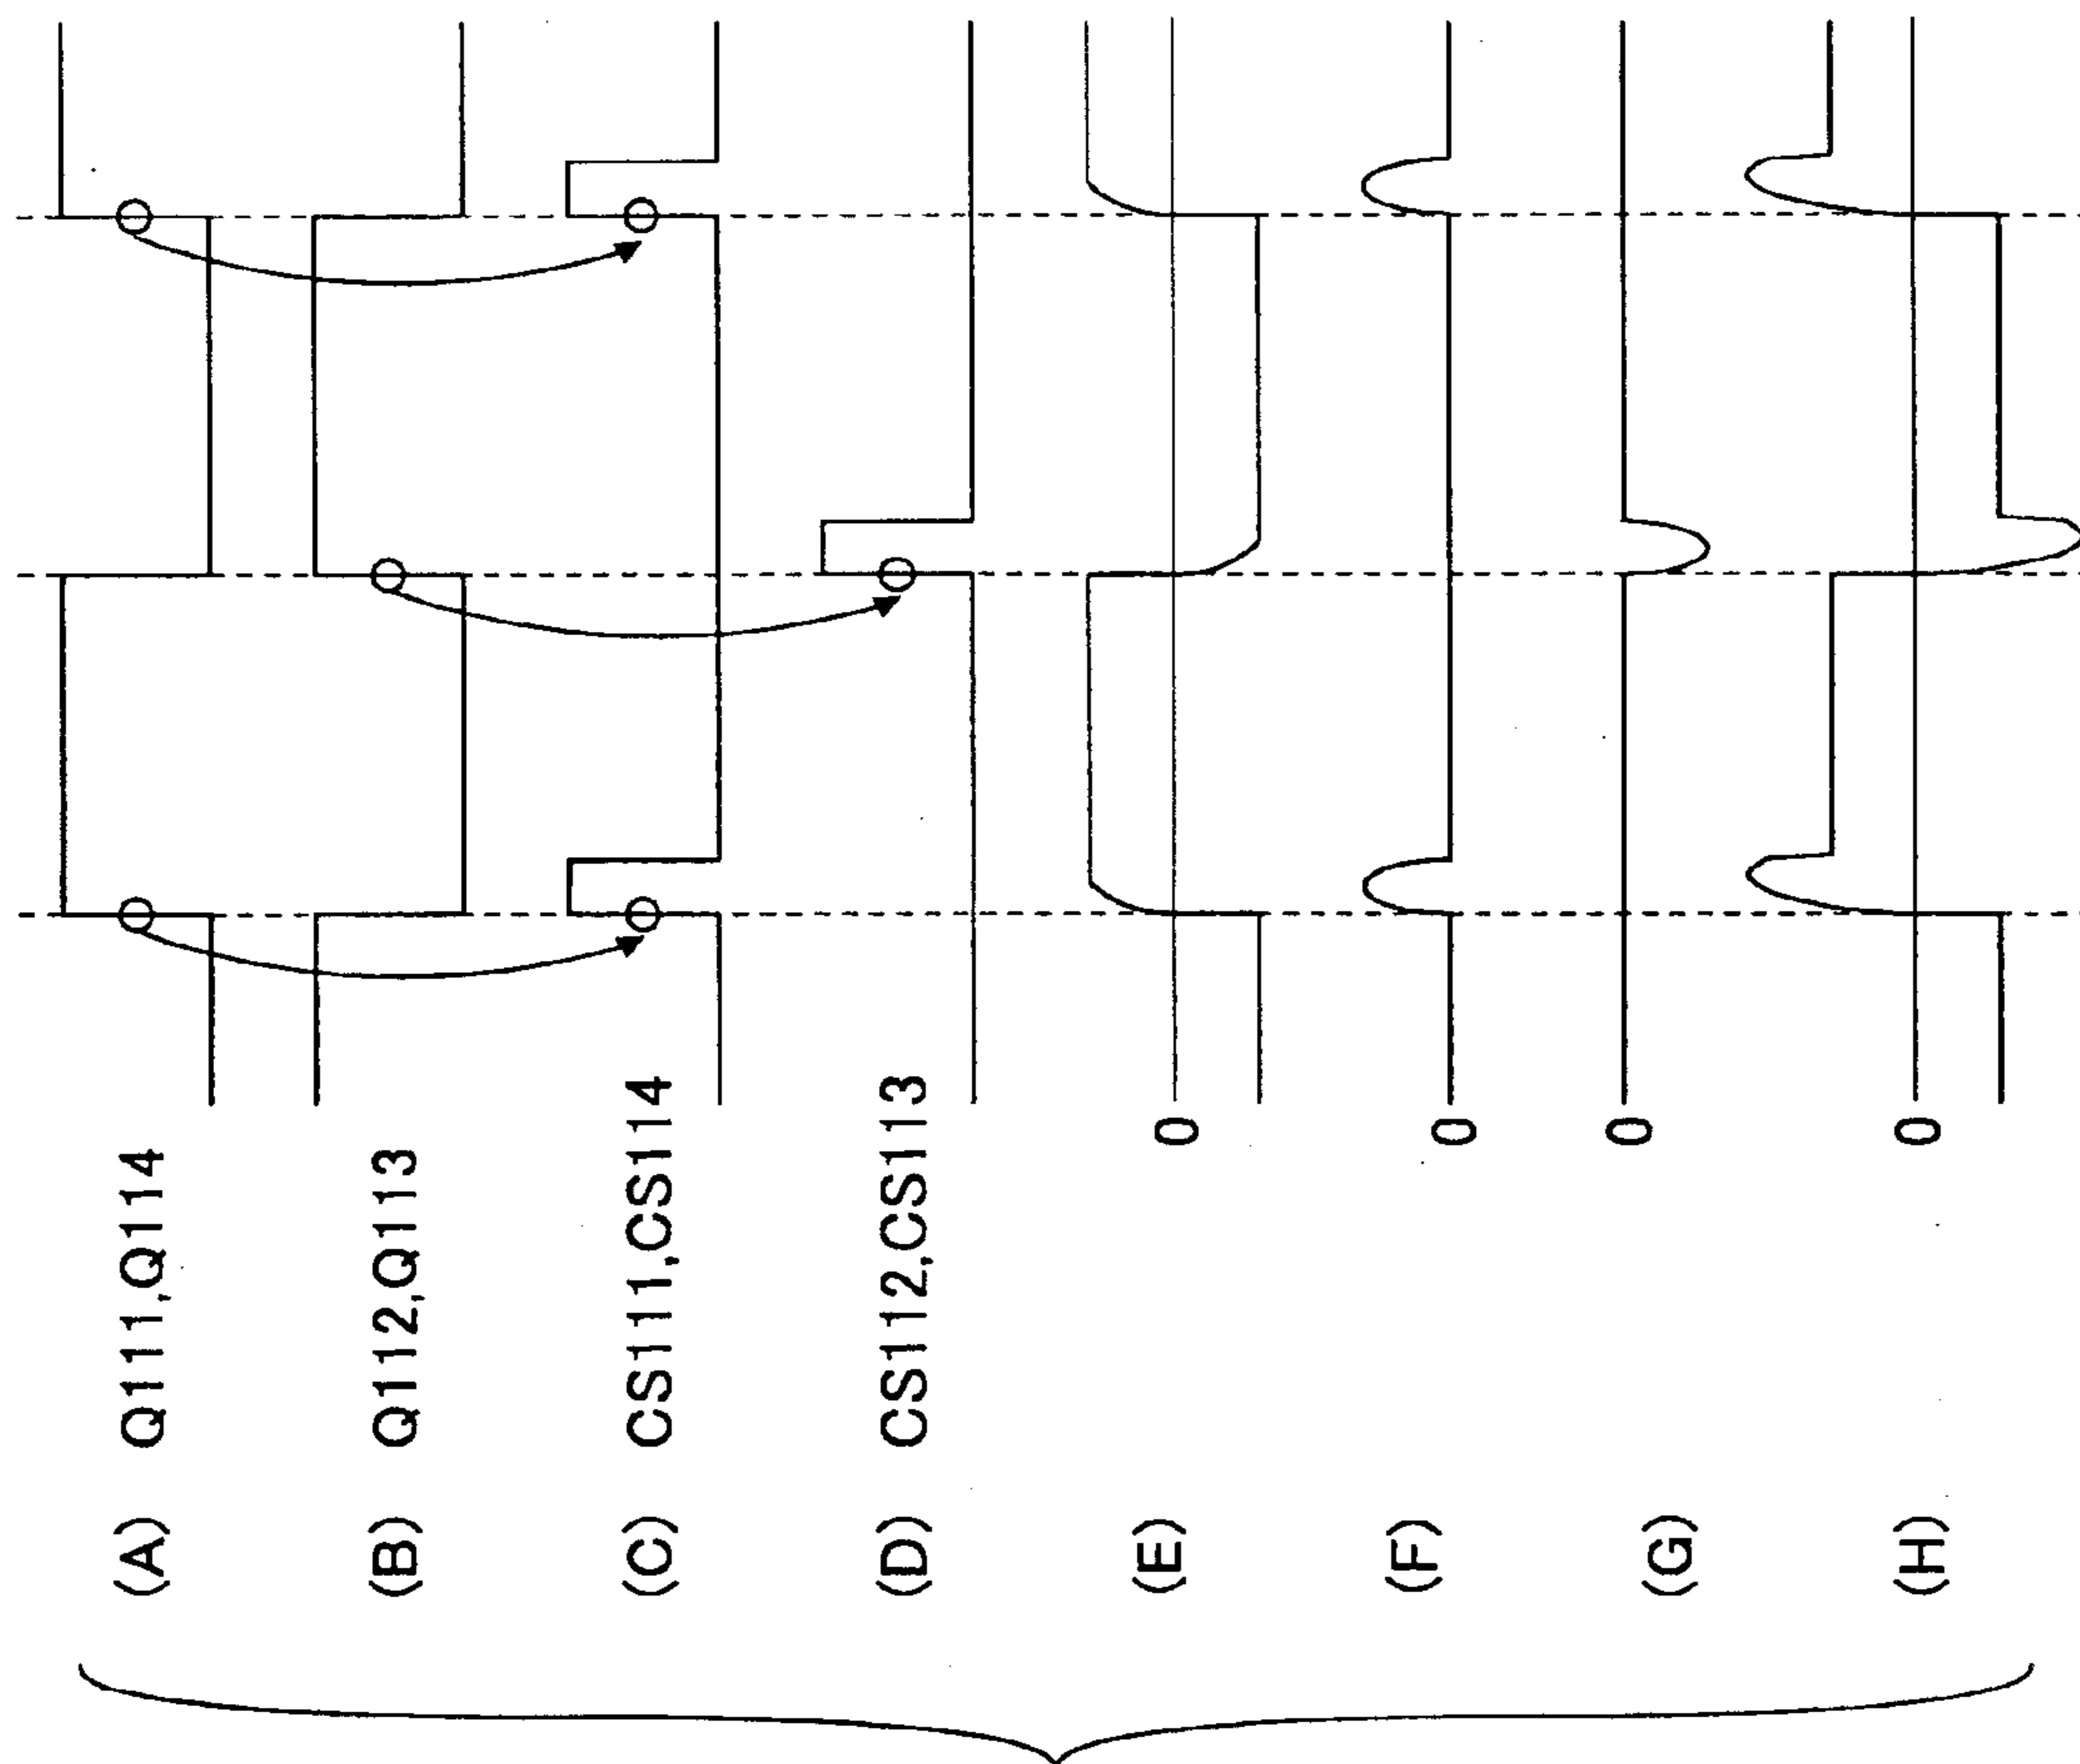 (A) Q111,Q114
(B) Q112,Q113
(C) CS111,CS114
(D) CS112,CS113
(E) 0
(F) 0
(G) 0
(H) 0